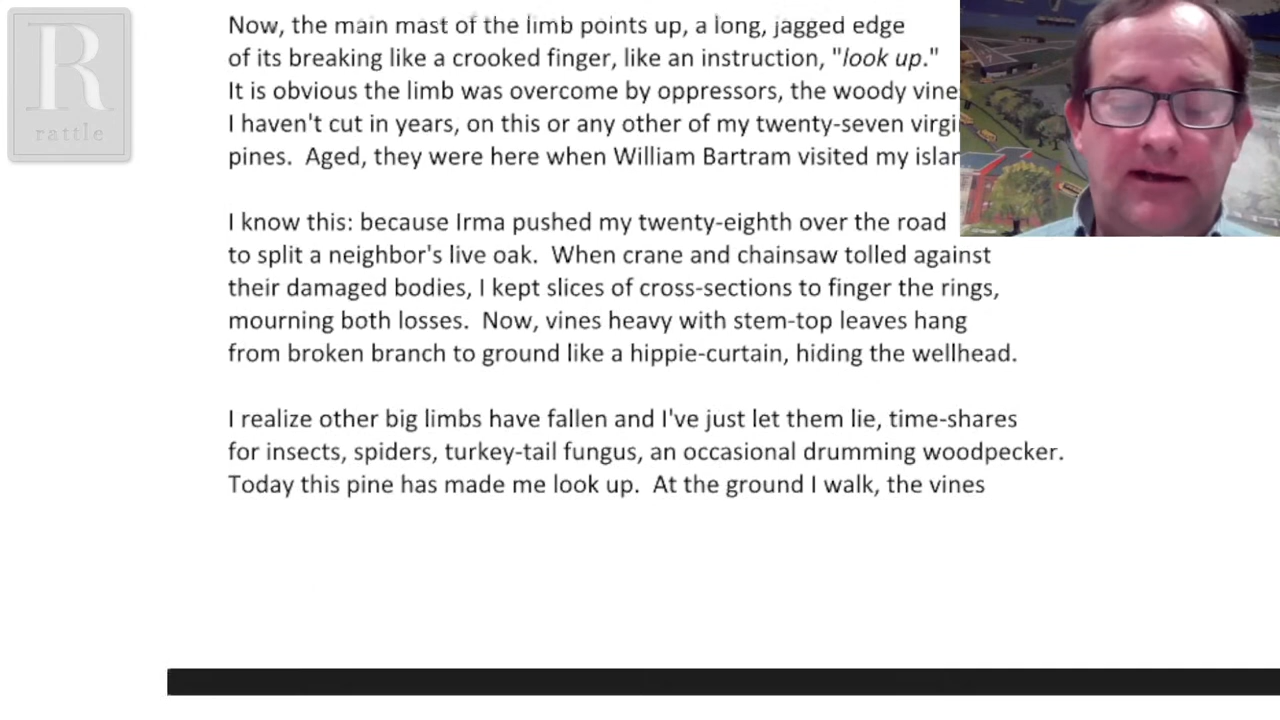 R
rattle
Now, the main mast of the limb points up, a long, jagged edge
of its breaking like a crooked finger, like an instruction, "look up."
It is obvious the limb was overcome by oppressors, the woody vine
I haven't cut in years, on this or any other of my twenty-seven virgi
pines.  Aged, they were here when William Bartram visited my islan
I know this: because Irma pushed my twenty-eighth over the road
to split a neighbor's live oak.  When crane and chainsaw tolled against
their damaged bodies, I kept slices of cross-sections to finger the rings,
mourning both losses.  Now, vines heavy with stem-top leaves hang
from broken branch to ground like a hippie-curtain, hiding the wellhead.
I realize other big limbs have fallen and I've just let them lie, time-shares
for insects, spiders, turkey-tail fungus, an occasional drumming woodpecker.
Today this pine has made me look up.  At the ground I walk, the vines